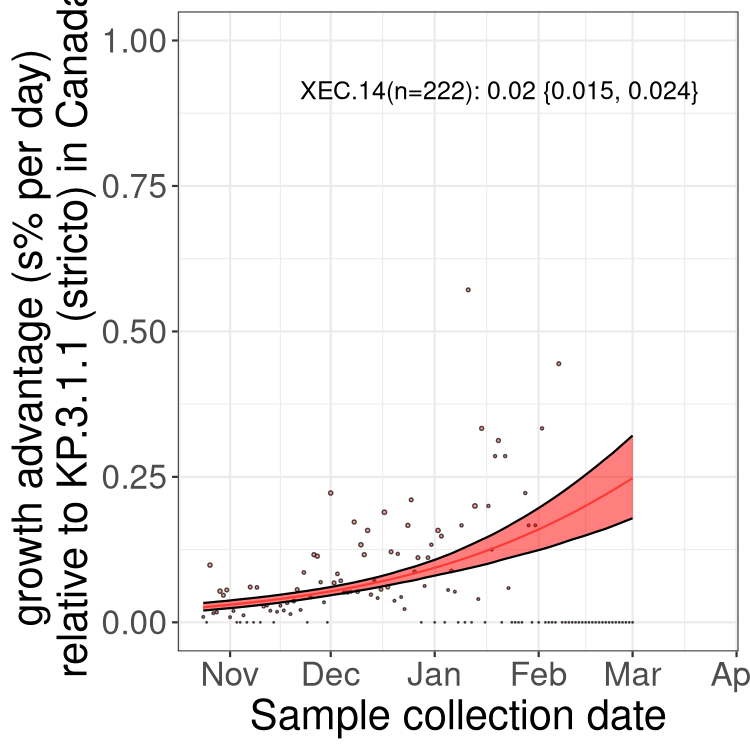 growth advantage (s% per day)
relative to KP.3.1.1 (stricto) in Canada
1.00
0.75
0.50
0.25
0.00
XEC.14(n=222): 0.02 {0.015, 0.024}
Nov Dec Jan Feb Mar Ap
Sample collection date